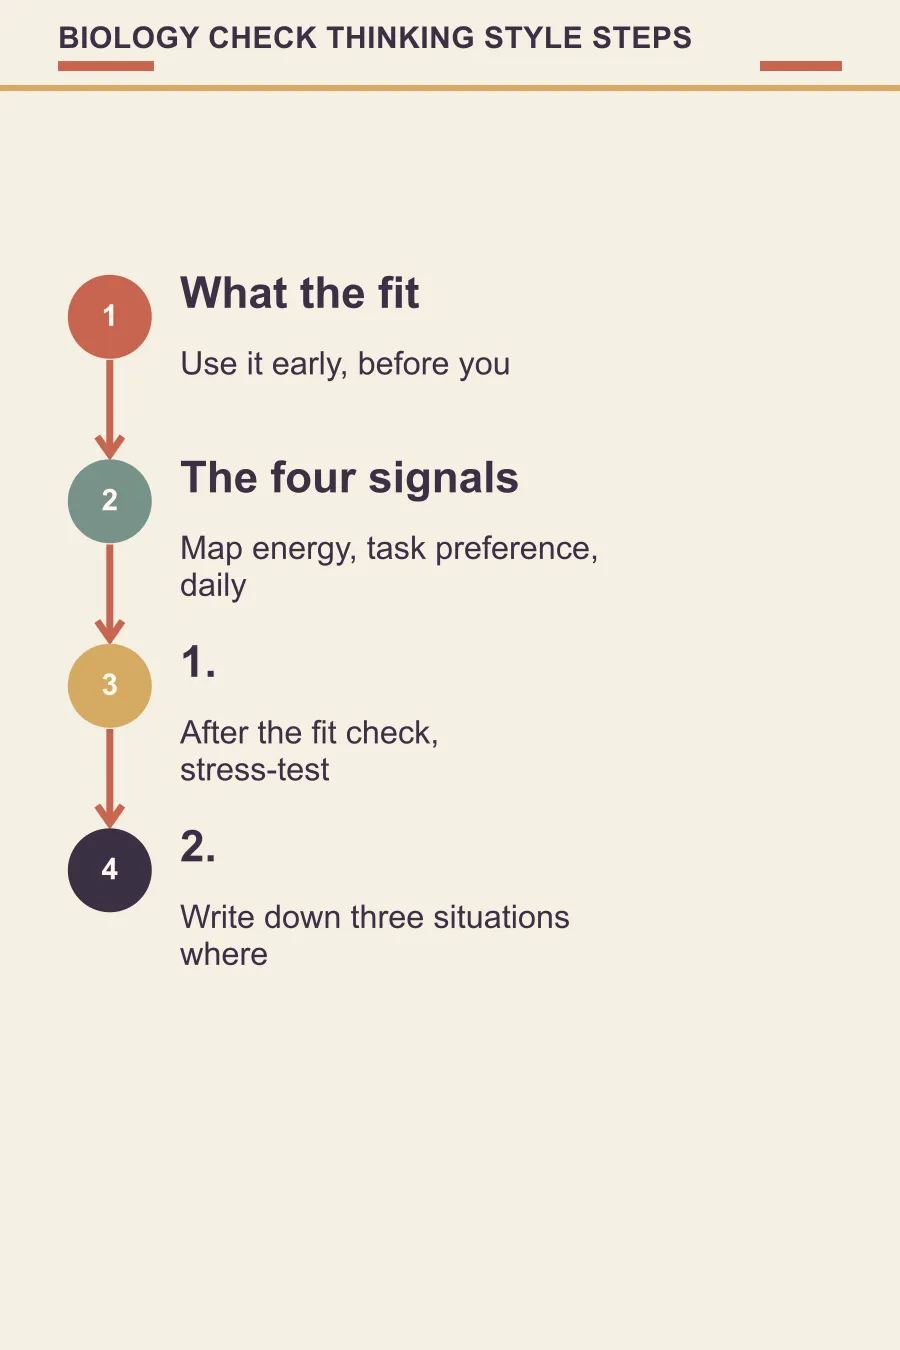 BIOLOGY CHECK THINKING STYLE STEPS
1
What the fit
Use it early, before you
2
The four signals
Map energy, task preference,
daily
3
1.
After the fit check,
stress-test
4
2.
Write down three situations
where